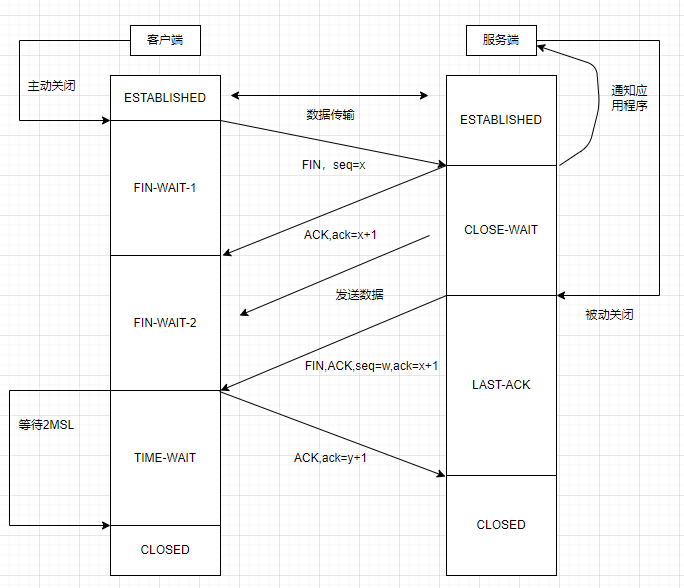 客户端
服务端
主动关闭
ESTABLISHED
数据传输
ESTABLISHED
通知应
用程序
FIN，seq=x
FIN-WAIT-1
ACK,ack=x+1
CLOSE-WAIT
发送数据
FIN-WAIT-2
被动关闭
FIN,ACK,seq=w,ack=x+1
LAST-ACK
等待2MSL
TIME-WAIT
ACK,ack=y+1
CLOSED
CLOSED